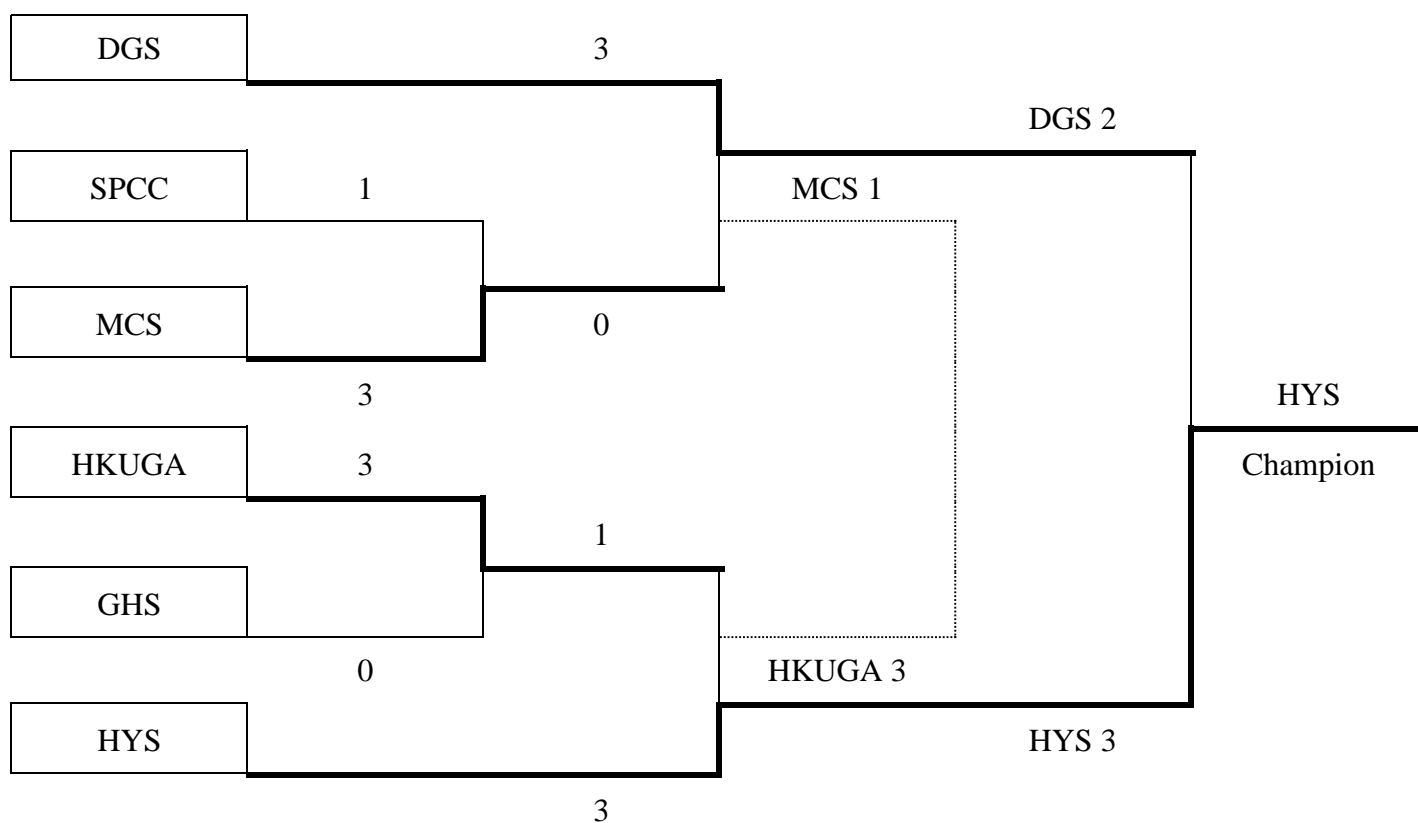 DGS 3
DGS 2
SPCC 1 MCS 1
MCS 0
3 HYS
HKUGA 3 Champion
1
GHS
0 HKUGA 3
HYS HYS 3
3